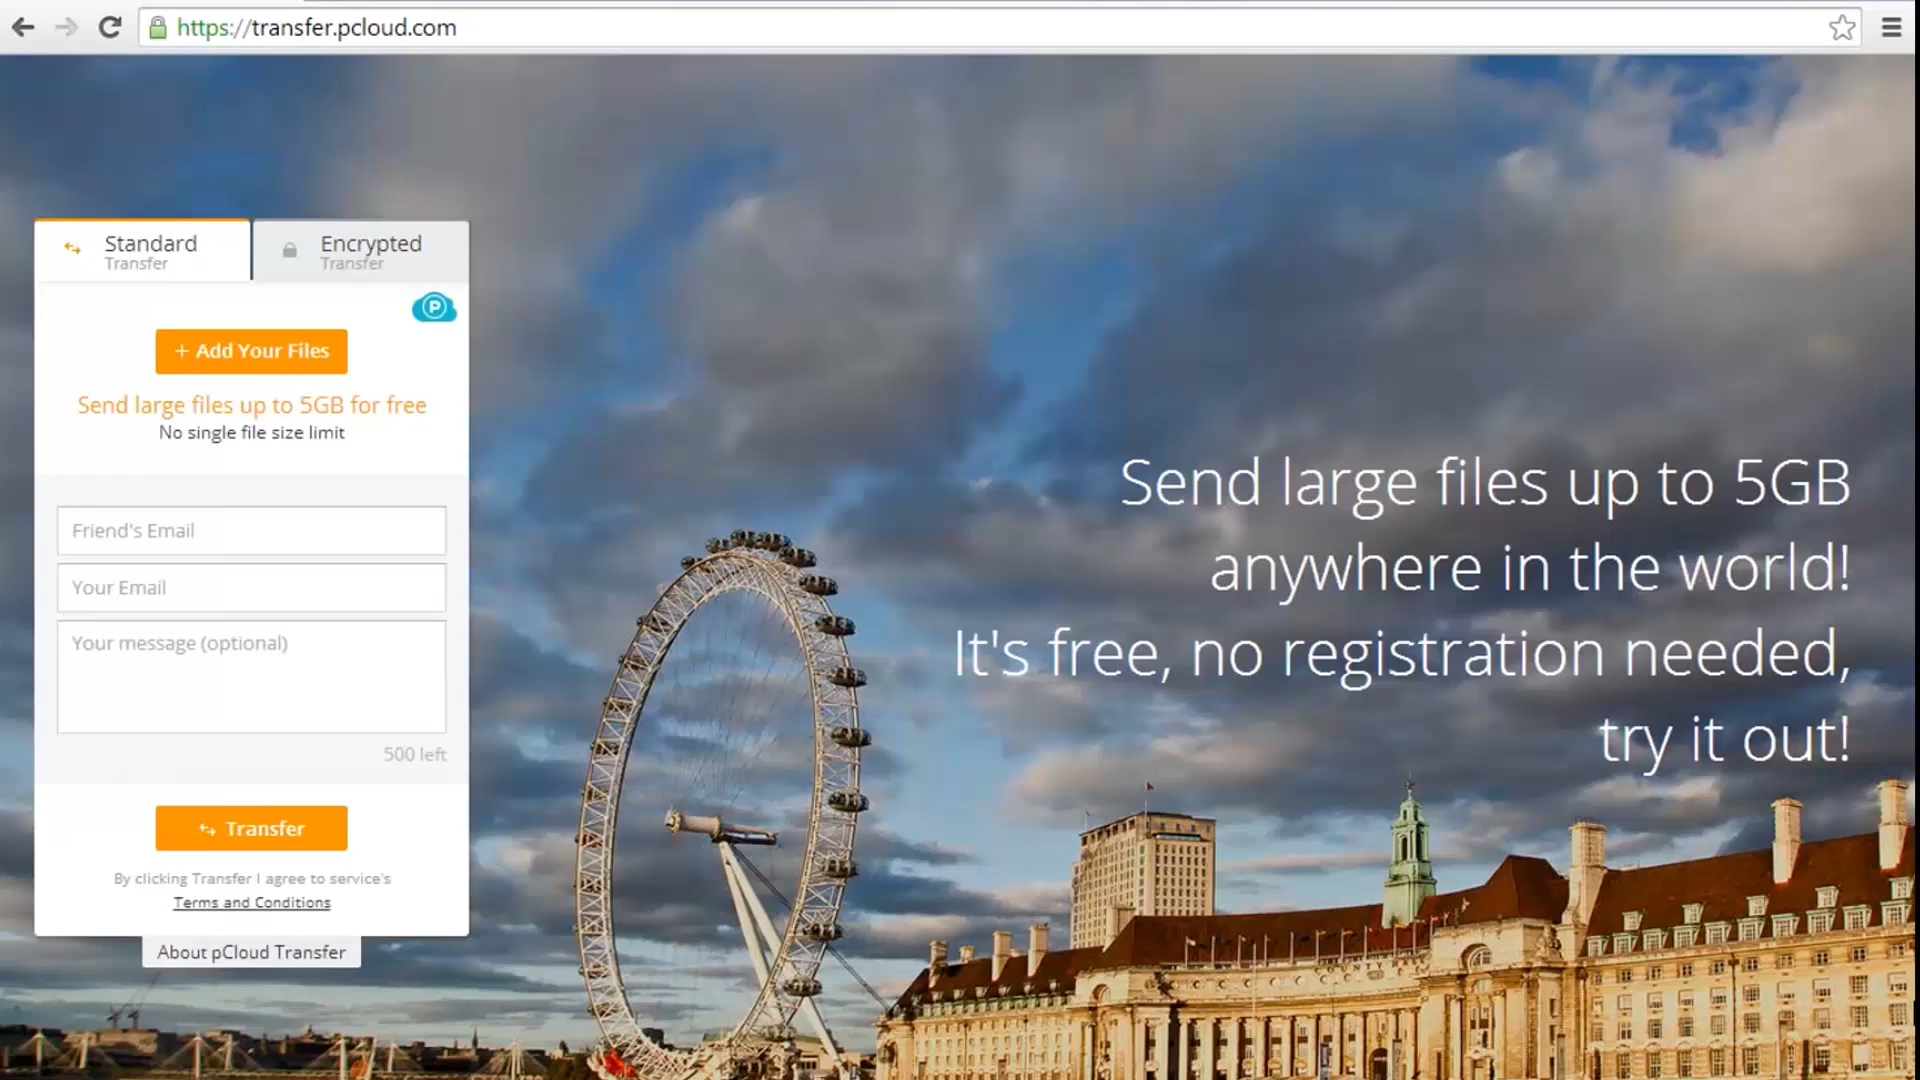 https://transfer.pcloud.com
Standard
Transfer
Encrypted
Transfer
P
+ Add Your Files
Send large files up to 5GB for free
No single file size limit
Friend's Email
Your Email
Your message (optional)
500 left
Transfer
By clicking Transfer I agree to service's
Terms and Conditions
About pCloud Transfer
Send large files up to 5GB
anywhere in the world!
It's free, no registration needed,
try it out!